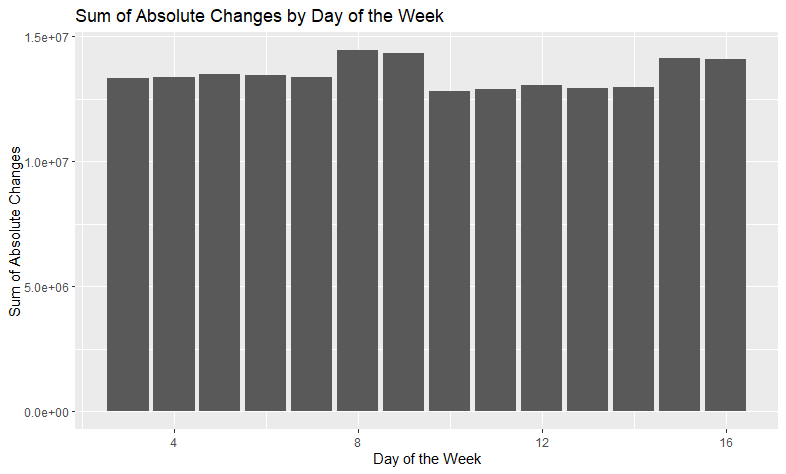 Sum of Absolute Changes by Day of the Week
Sum of Absolute Changes
1.5e+07
1.0e+07
5.0e+06
0.0e+00
4 8 12 16
Day of the Week